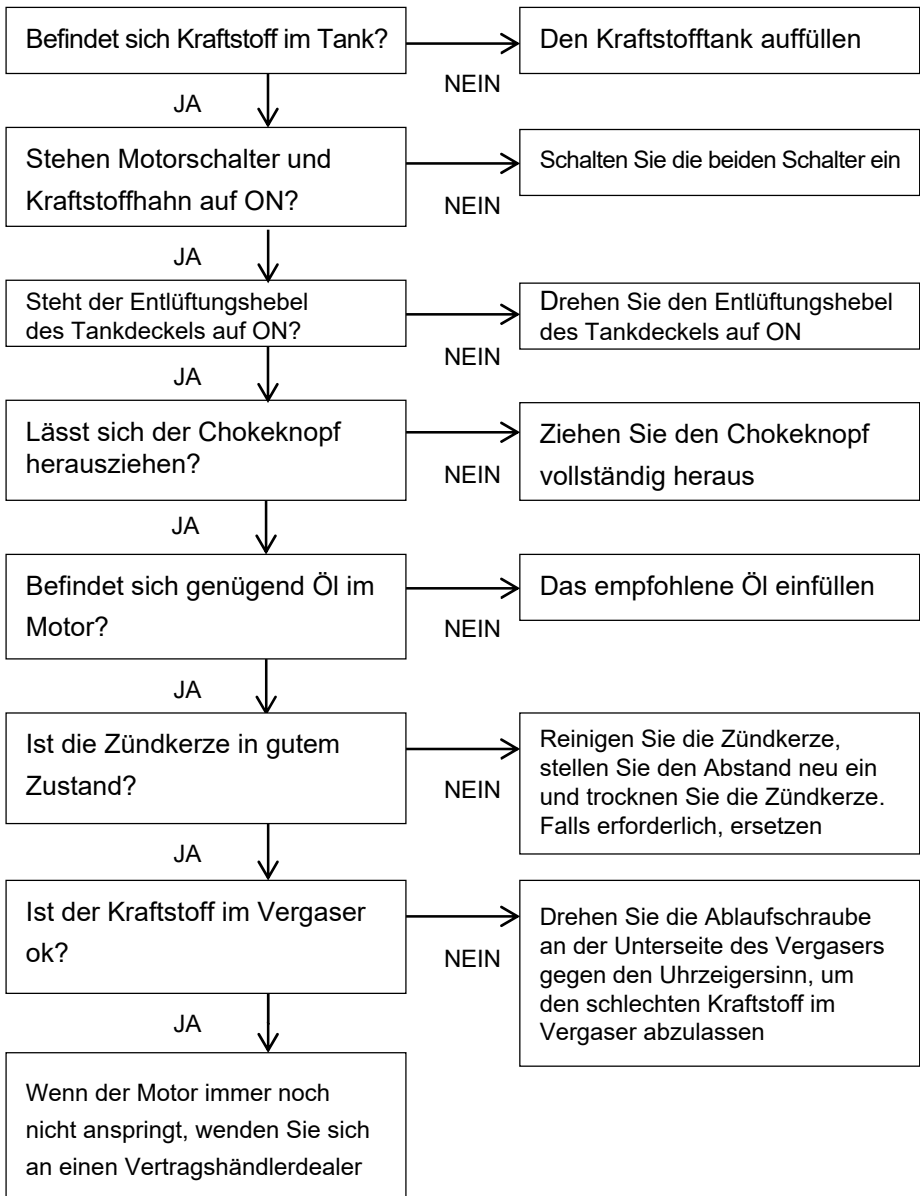 Befindet sich Kraftstoff im Tank?
Den Kraftstofftank auffüllen
NEIN
JA
Stehen Motorschalter und
Kraftstoffhahn auf ON?
Schalten Sie die beiden Schalter ein
NEIN
JA
Steht der Entlüftungshebel
des Tankdeckels auf ON?
Drehen Sie den Entlüftungshebel
des Tankdeckels auf ON
NEIN
JA
Lässt sich der Chokeknopf
herausziehen?
Ziehen Sie den Chokeknopf
vollständig heraus
NEIN
JA
Befindet sich genügend Öl im
Motor?
Das empfohlene Öl einfüllen
NEIN
JA
Ist die Zündkerze in gutem
Zustand?
Reinigen Sie die Zündkerze,
stellen Sie den Abstand neu ein
und trocknen Sie die Zündkerze.
Falls erforderlich, ersetzen
NEIN
JA
Ist der Kraftstoff im Vergaser
ok?
Drehen Sie die Ablaufschraube
an der Unterseite des Vergasers
gegen den Uhrzeigersinn, um
den schlechten Kraftstoff im
Vergaser abzulassen
NEIN
JA
Wenn der Motor immer noch
nicht anspringt, wenden Sie sich
an einen Vertragshändlerdealer